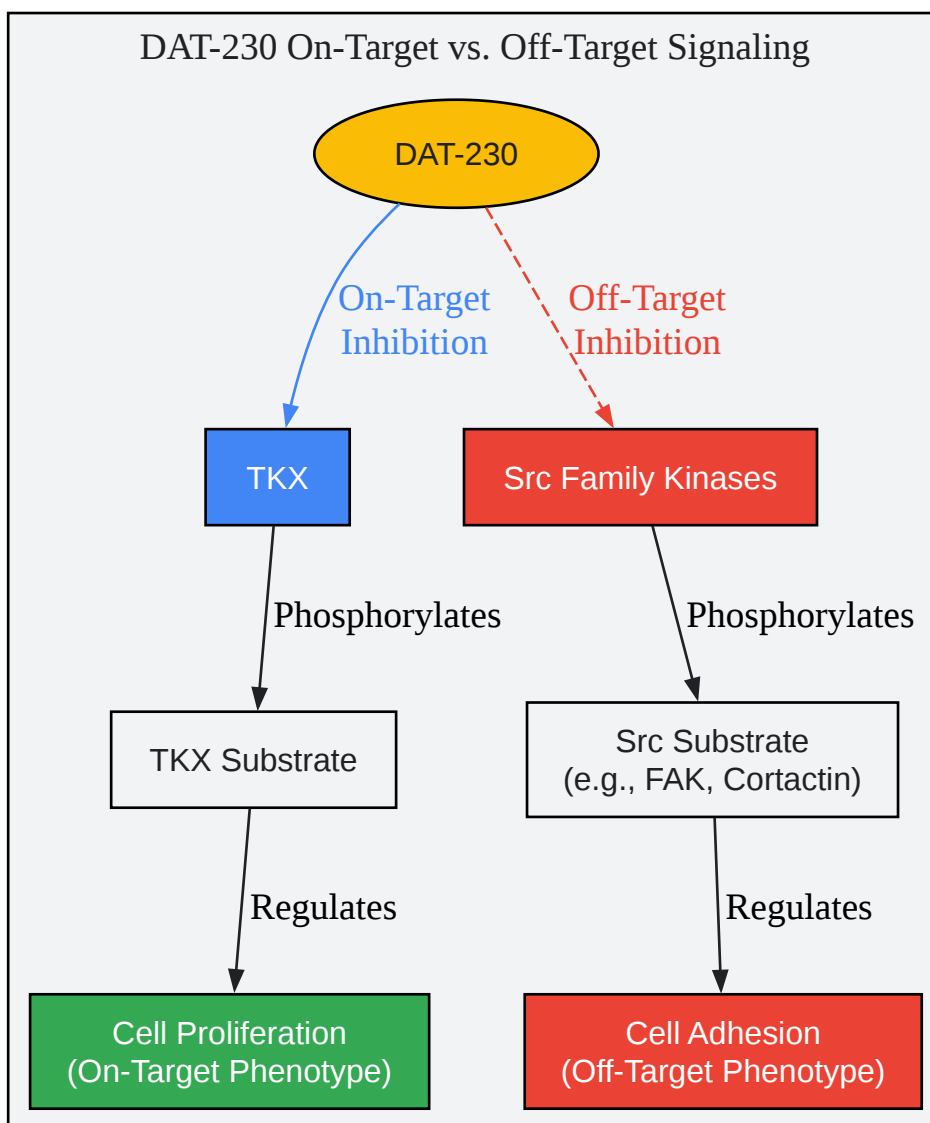 DAT-230 On-Target vs. Off-Target Signaling
DAT-230
On-Target
Inhibition
Off-Target
Inhibition
TKX
Src Family Kinases
Phosphorylates
Phosphorylates
TKX Substrate
Src Substrate
(e.g., FAK, Cortactin)
Regulates
Regulates
Cell Proliferation
(On-Target Phenotype)
Cell Adhesion
(Off-Target Phenotype)